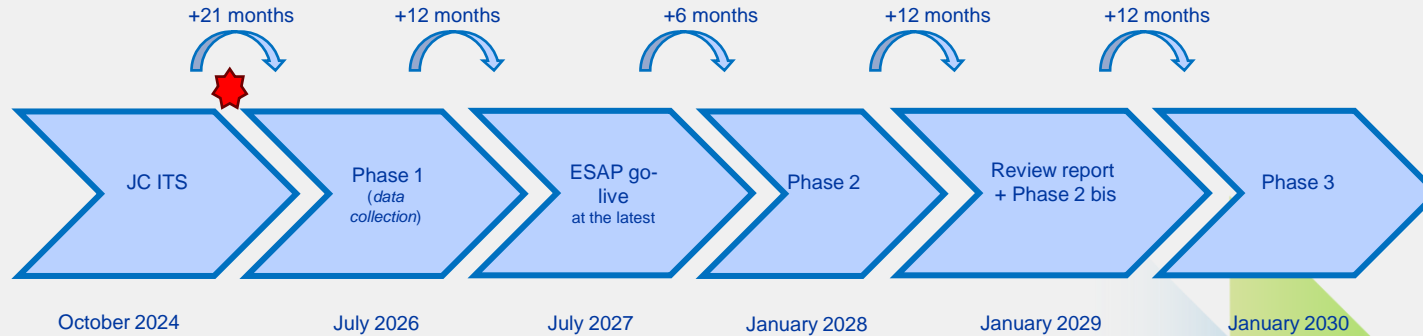 +21 months
+12 months
+6 months
+12 months
+12 months
JC ITS
Phase 1
(data
collection)
ESAP go-
live
at the latest
Phase 2
Review report
+ Phase 2 bis
Phase 3
October 2024
July 2026
July 2027
January 2028
January 2029
January 2030